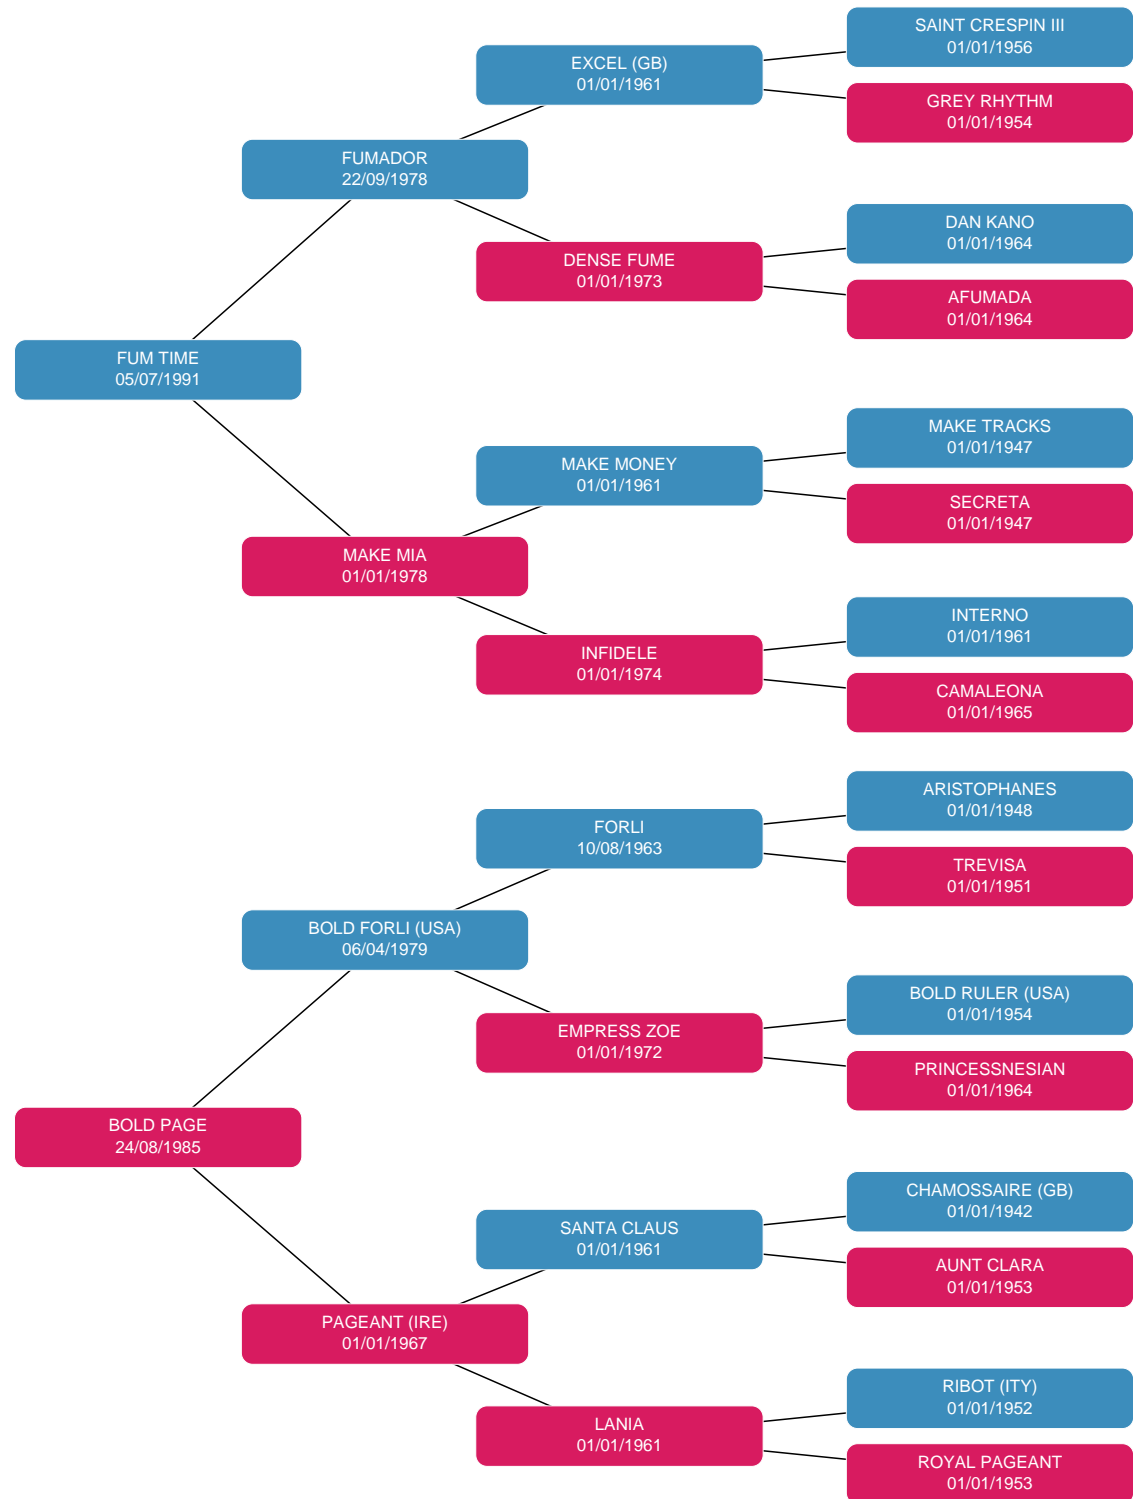 SAINT CRESPIN III
01/01/1956
EXCEL (GB)
01/01/1961
GREY RHYTHM
01/01/1954
FUMADOR
22/09/1978
DAN KANO
01/01/1964
DENSE FUME
01/01/1973
AFUMADA
01/01/1964
FUM TIME
05/07/1991
MAKE TRACKS
01/01/1947
MAKE MONEY
01/01/1961
SECRETA
01/01/1947
MAKE MIA
01/01/1978
INTERNO
01/01/1961
INFIDELE
01/01/1974
CAMALEONA
01/01/1965
ARISTOPHANES
01/01/1948
FORLI
10/08/1963
TREVISA
01/01/1951
BOLD FORLI (USA)
06/04/1979
BOLD RULER (USA)
01/01/1954
EMPRESS ZOE
01/01/1972
PRINCESSNESIAN
01/01/1964
BOLD PAGE
24/08/1985
CHAMOSSAIRE (GB)
01/01/1942
SANTA CLAUS
01/01/1961
AUNT CLARA
01/01/1953
PAGEANT (IRE)
01/01/1967
RIBOT (ITY)
01/01/1952
LANIA
01/01/1961
ROYAL PAGEANT
01/01/1953